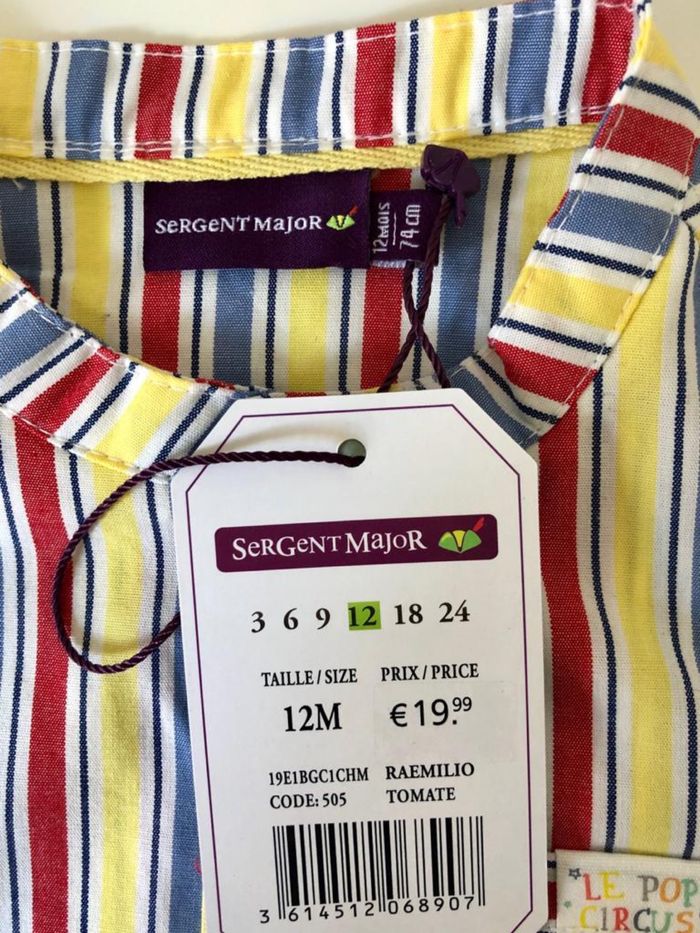 SeRGeNT MaJoR
12MOIS
74cm
SeRGeNT MaJoR
3 6 9 12 18 24
TAILLE / SIZE PRIX / PRICE
12M €19.99
19E1BGC1CHM RAEMILIO
CODE: 505 TOMATE
3 614512 068907
LE POP
CIRCUS